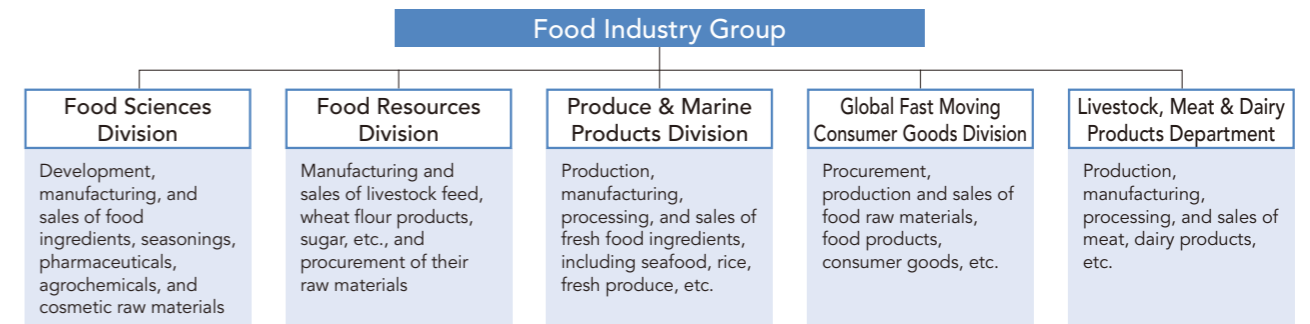 Food Industry Group
Food Sciences
Division
Development,
manufacturing, and
sales of food
ingredients, seasonings,
pharmaceuticals,
agrochemicals, and
cosmetic raw materials
Food Resources
Division
Manufacturing and
sales of livestock feed,
wheat flour products,
sugar, etc., and
procurement of their
raw materials
Produce & Marine
Products Division
Production,
manufacturing,
processing, and sales of
fresh food ingredients,
including seafood, rice,
fresh produce, etc.
Global Fast Moving
Consumer Goods Division
Procurement,
production and sales of
food raw materials,
food products,
consumer goods, etc.
Livestock, Meat & Dairy
Products Department
Production,
manufacturing,
processing, and sales of
meat, dairy products,
etc.